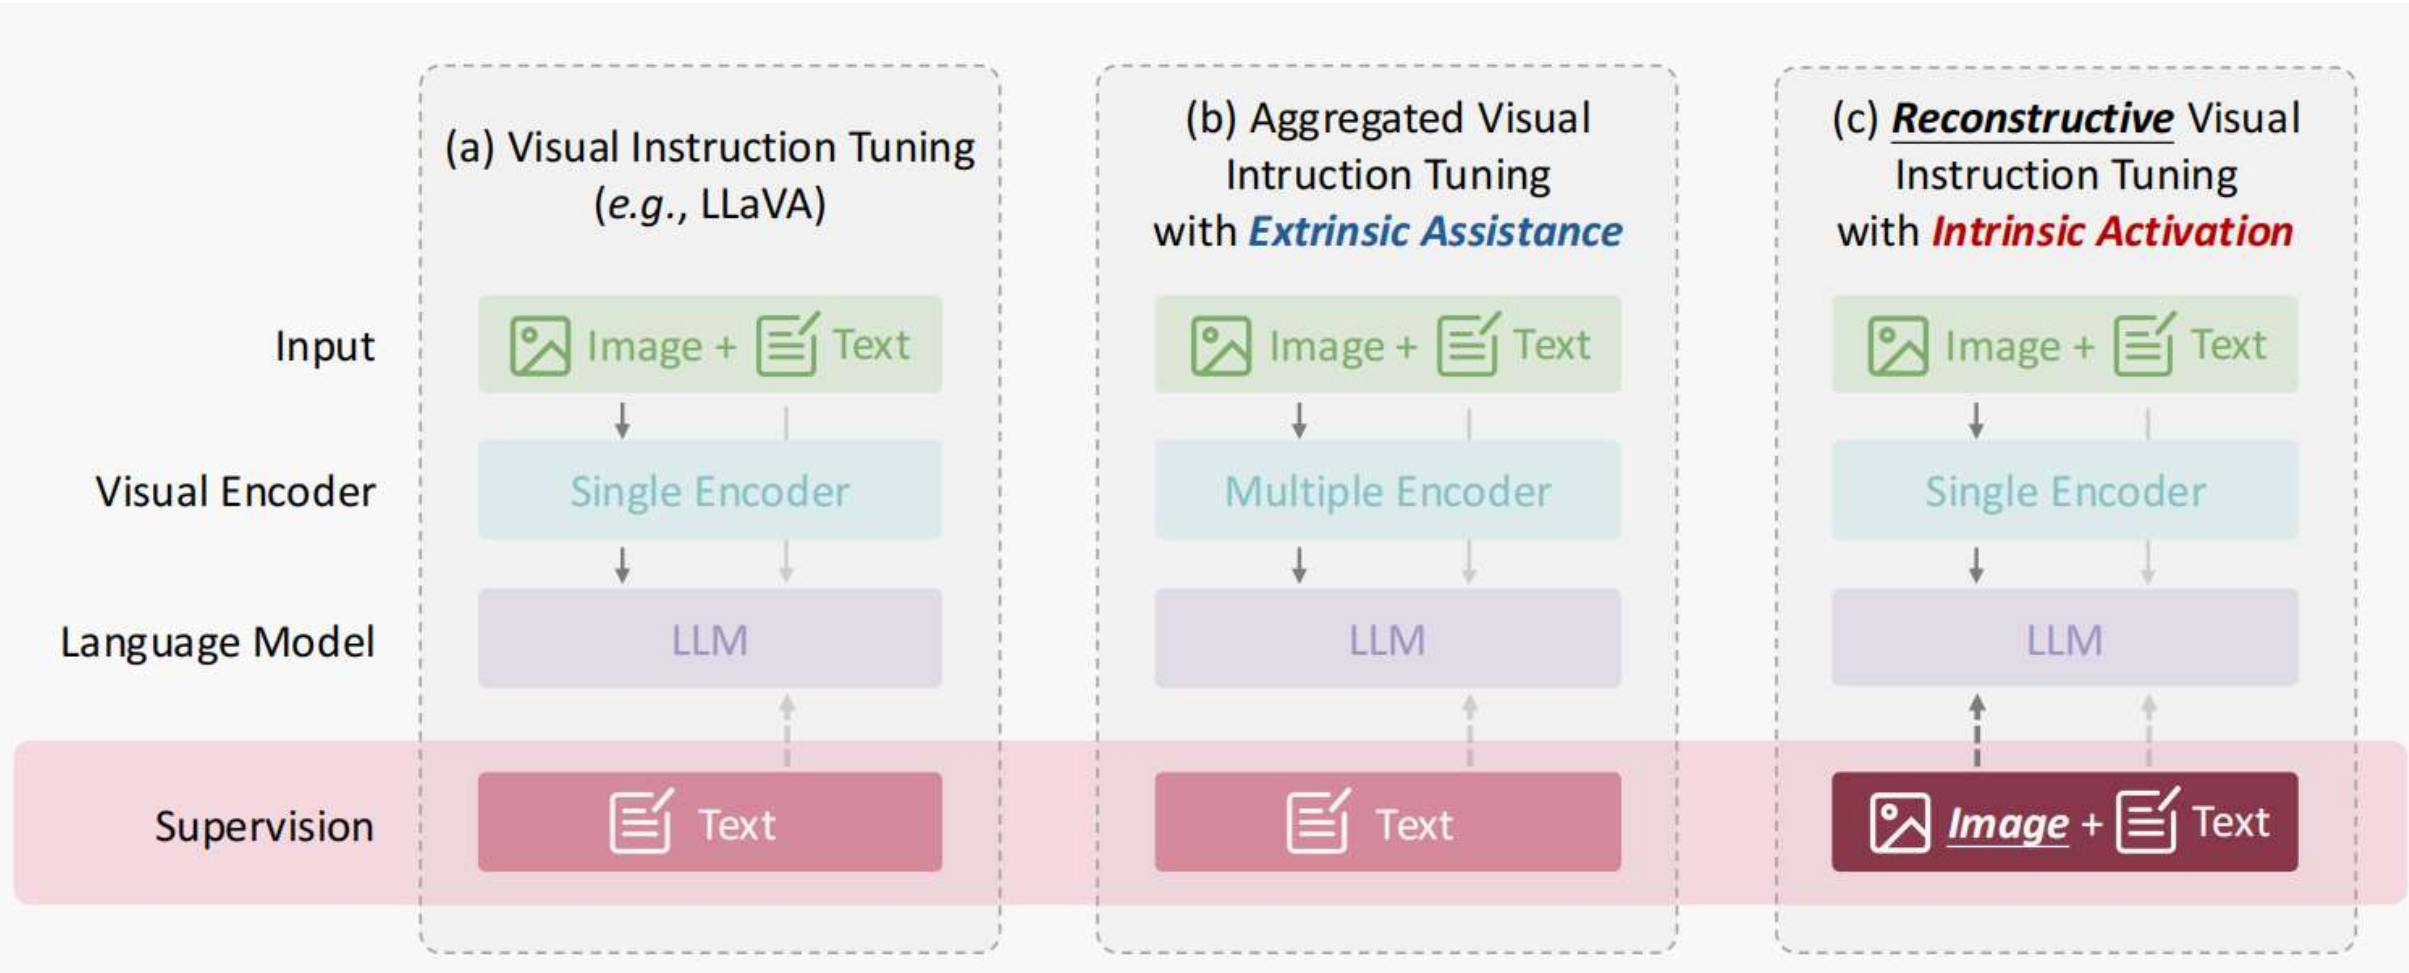 (a) Visual Instruction Tuning
(e.g., LLaVA)
(b) Aggregated Visual
Intruction Tuning
with Extrinsic Assistance
(c) Reconstructive Visual
Instruction Tuning
with Intrinsic Activation
Input
Image + Text
Image + Text
Image + Text
Visual Encoder
Single Encoder
Multiple Encoder
Single Encoder
Language Model
LLM
LLM
LLM
Supervision
Text
Text
Image + Text